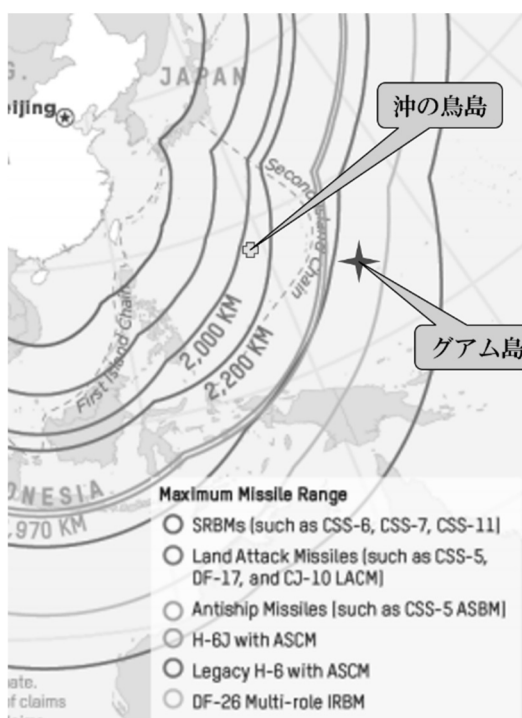 JAPAN
eijing
沖の鳥島
Second Island Chain
グアム島
First Island Chain
2,000 KM
2,200 KM
ONESIA
,970 KM
Maximum Missile Range
SRBMs (such as CSS-6, CSS-7, CSS-11)
Land Attack Missiles (such as CSS-5,
DF-17, and CJ-10 LACM)
Antiship Missiles (such as CSS-5 ASBM)
H-6J with ASCM
Legacy H-6 with ASCM
DF-26 Multi-role IRBM
ate.
f claims